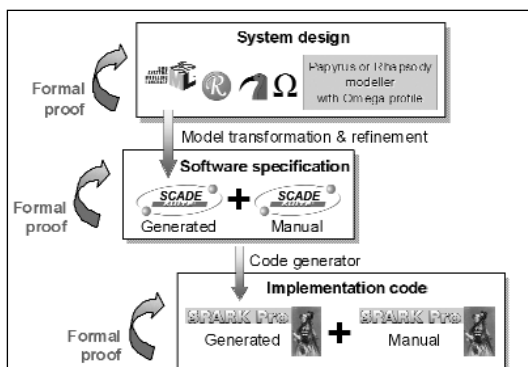 System design
Papyrus or Rhapsody
modeller
with Omega profile
R
Ω
Formal
proof
Model transformation & refinement
Software specification
SCADE
SCADE
+
Generated
Manual
Formal
proof
Code generator
Implementation code
SPARK Pro
SPARK Pro
+
Generated
Manual
Formal
proof